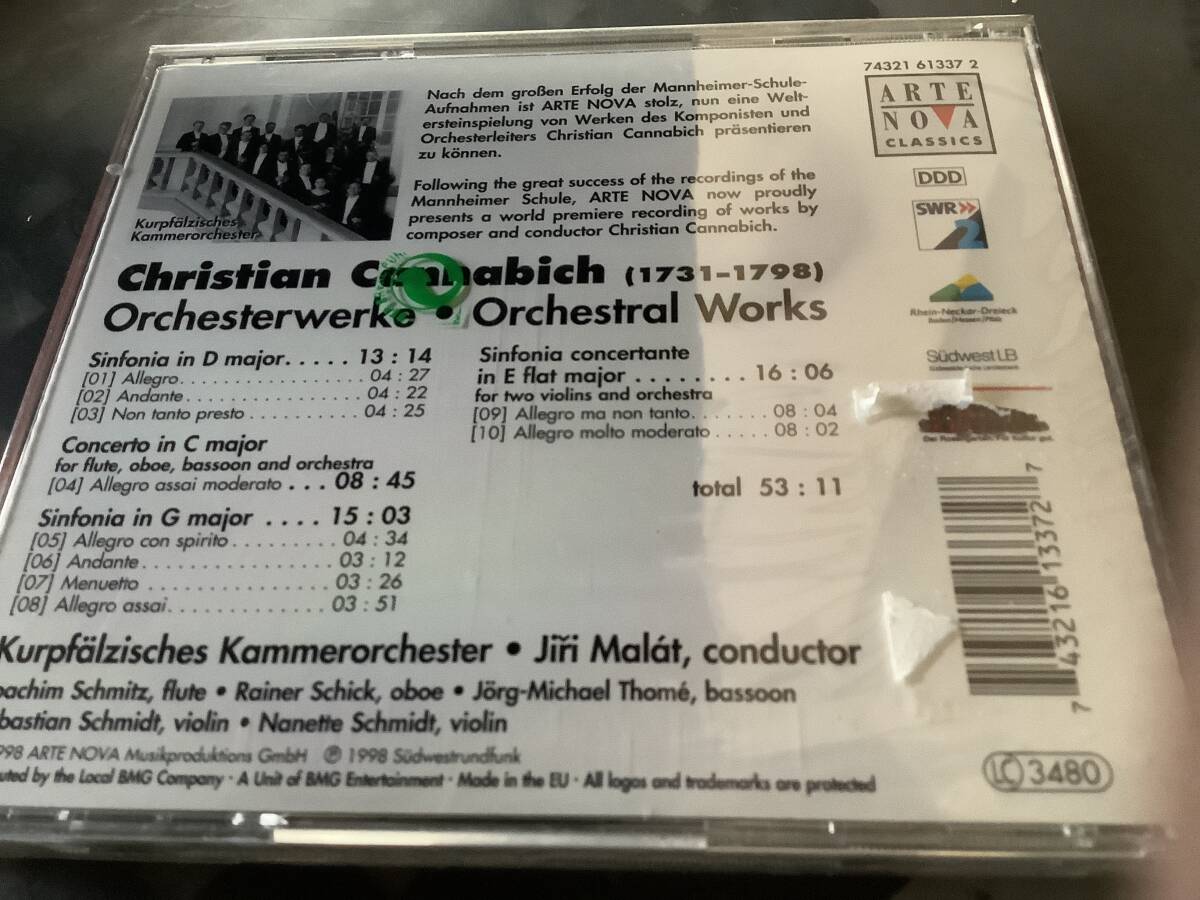 Nach dem großen Erfolg der Mannheimer-Schule-
Aufnahmen ist ARTE NOVA stolz, nun eine Welt-
ersteinspielung von Werken des Komponisten und
Orchesterleiters Christian Cannabich präsentieren
zu können.
Following the great success of the recordings of the
Mannheimer Schule, ARTE NOVA now proudly
presents a world premiere recording of works by
composer and conductor Christian Cannabich.
Kurpfälzisches
Kammerorchester
74321 61337 2
ARTE
NOVA
CLASSICS
DDD
SWR»
2
Rhein-Neckar-Dreieck
Baden/Hessen/Pfalz
SüdwestLB
Christian Cannabich (1731-1798)
Orchesterwerke • Orchestral Works
Sinfonia in D major. . . . . 13 : 14
[01] Allegro. . . . . . . . . . . . . . . . . 04 : 27
[02] Andante. . . . . . . . . . . . . . . . 04 : 22
[03] Non tanto presto . . . . . . . . . . 04 : 25
Concerto in C major
for flute, oboe, bassoon and orchestra
[04] Allegro assai moderato . . . 08 : 45
Sinfonia in G major . . . . 15 : 03
[05] Allegro con spirito. . . . . . . . . 04 : 34
[06] Andante. . . . . . . . . . . . . . . . 03 : 12
[07] Menuetto . . . . . . . . . . . . . . 03 : 26
[08] Allegro assai. . . . . . . . . . . . . 03 : 51
Sinfonia concertante
in E flat major . . . . . . . . 16 : 06
for two violins and orchestra
[09] Allegro ma non tanto. . . . . . . 08 : 04
[10] Allegro molto moderato . . . . . 08 : 02
total 53 : 11
Kurpfälzisches Kammerorchester • Jiří Malát, conductor
oachim Schmitz, flute • Rainer Schick, oboe • Jörg-Michael Thomé, bassoon
bastian Schmidt, violin • Nanette Schmidt, violin
998 ARTE NOVA Musikproduktions GmbH ℗ 1998 Südwestrundfunk
uted by the Local BMG Company · A Unit of BMG Entertainment · Made in the EU · All logos and trademarks are protected
LC 3480
7 43216 13372 7